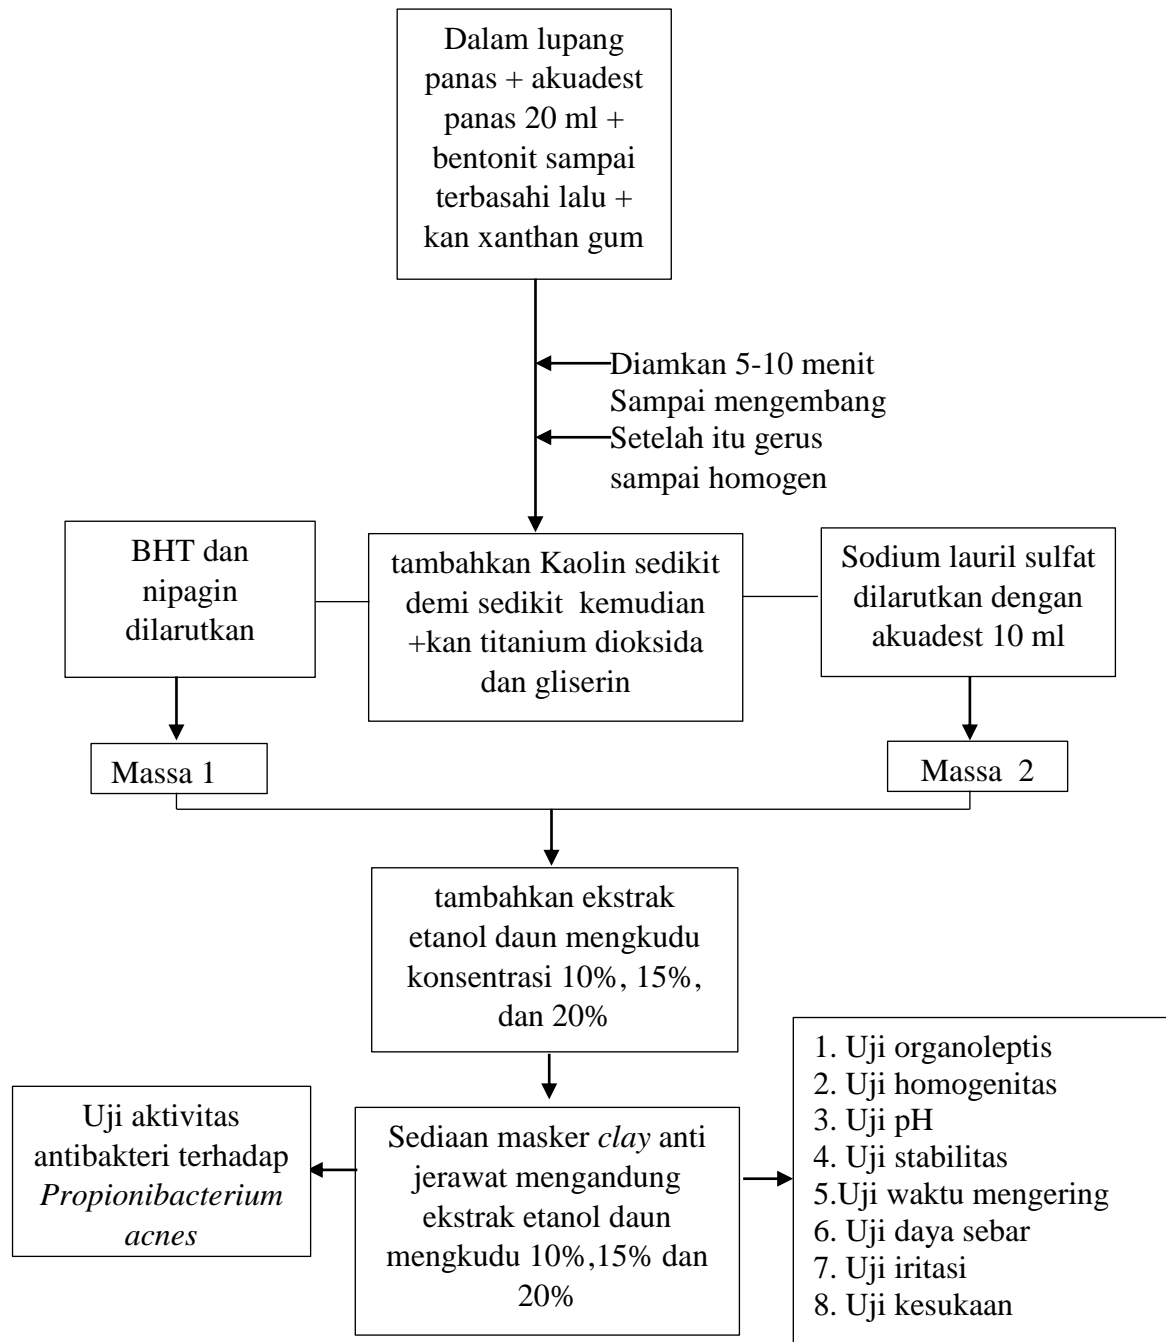 Dalam lupang
panas + akuadest
panas 20 ml +
bentonit sampai
terbasahi lalu +
kan xanthan gum
Diamkan 5-10 menit
Sampai mengembang
Setelah itu gerus
sampai homogen
BHT dan
nipagin
dilarutkan
tambahkan Kaolin sedikit
demi sedikit kemudian
+kan titanium dioksida
dan gliserin
Sodium lauril sulfat
dilarutkan dengan
akuadest 10 ml
Massa 1
Massa 2
tambahkan ekstrak
etanol daun mengkudu
konsentrasi 10%, 15%,
dan 20%
Uji aktivitas
antibakteri terhadap
Propionibacterium
acnes
Sediaan masker clay anti
jerawat mengandung
ekstrak etanol daun
mengkudu 10%,15% dan
20%
1. Uji organoleptis
2. Uji homogenitas
3. Uji pH
4. Uji stabilitas
5.Uji waktu mengering
6. Uji daya sebar
7. Uji iritasi
8. Uji kesukaan